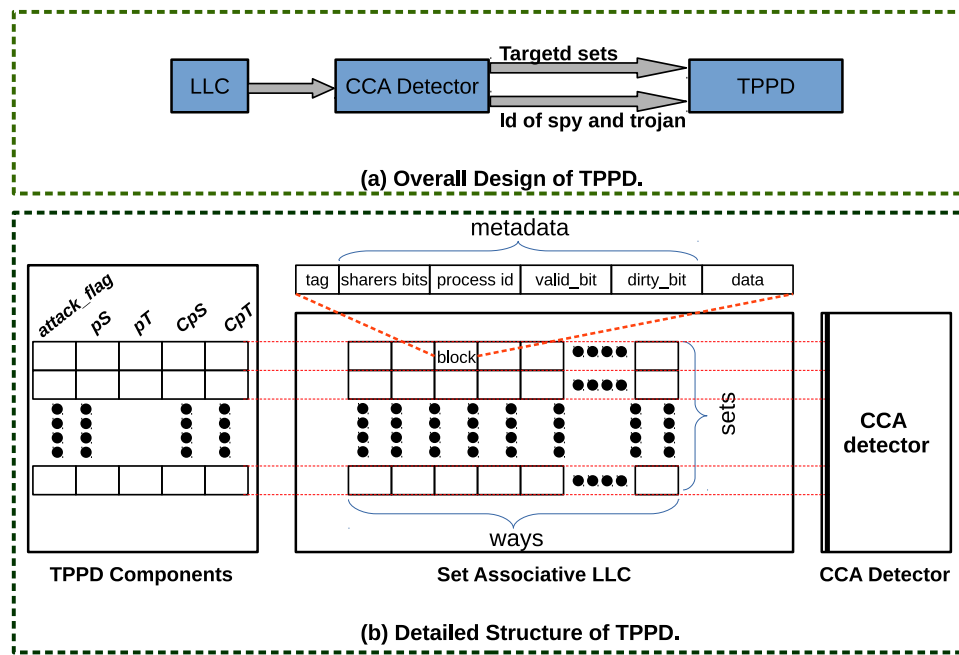 Targetd sets
LLC
CCA Detector
TPPD
Id of spy and trojan
(a) Overall Design of TPPD.
metadata
tag
sharers bits
process id
valid_bit
dirty_bit
data
attack_flag
pS
pT
CpS
CpT
block
sets
ways
CCA
detector
TPPD Components
Set Associative LLC
CCA Detector
(b) Detailed Structure of TPPD.